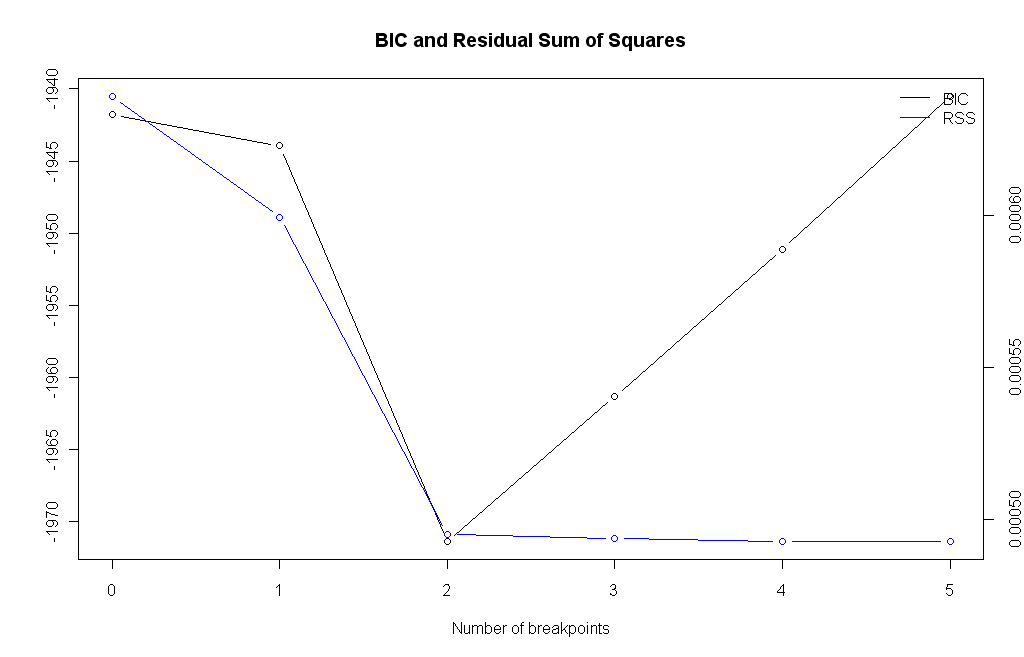 BIC and Residual Sum of Squares
-1940
-1945
-1950
-1955
-1960
-1965
-1970
BIC
RSS
0.00060
0.00055
0.00050
0 1 2 3 4 5
Number of breakpoints